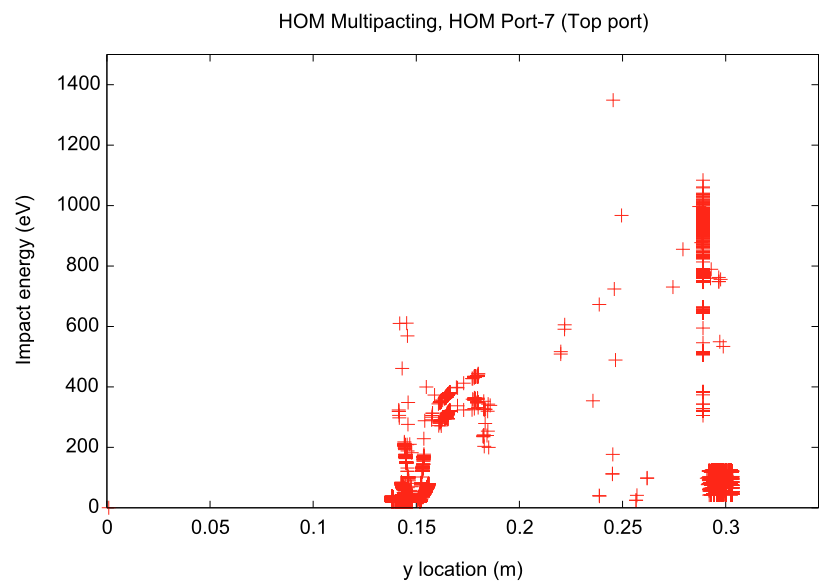 HOM Multipacting, HOM Port-7 (Top port)
1400
1200
1000
800
600
400
200
0
Impact energy (eV)
0 0.05 0.1 0.15 0.2 0.25 0.3
y location (m)